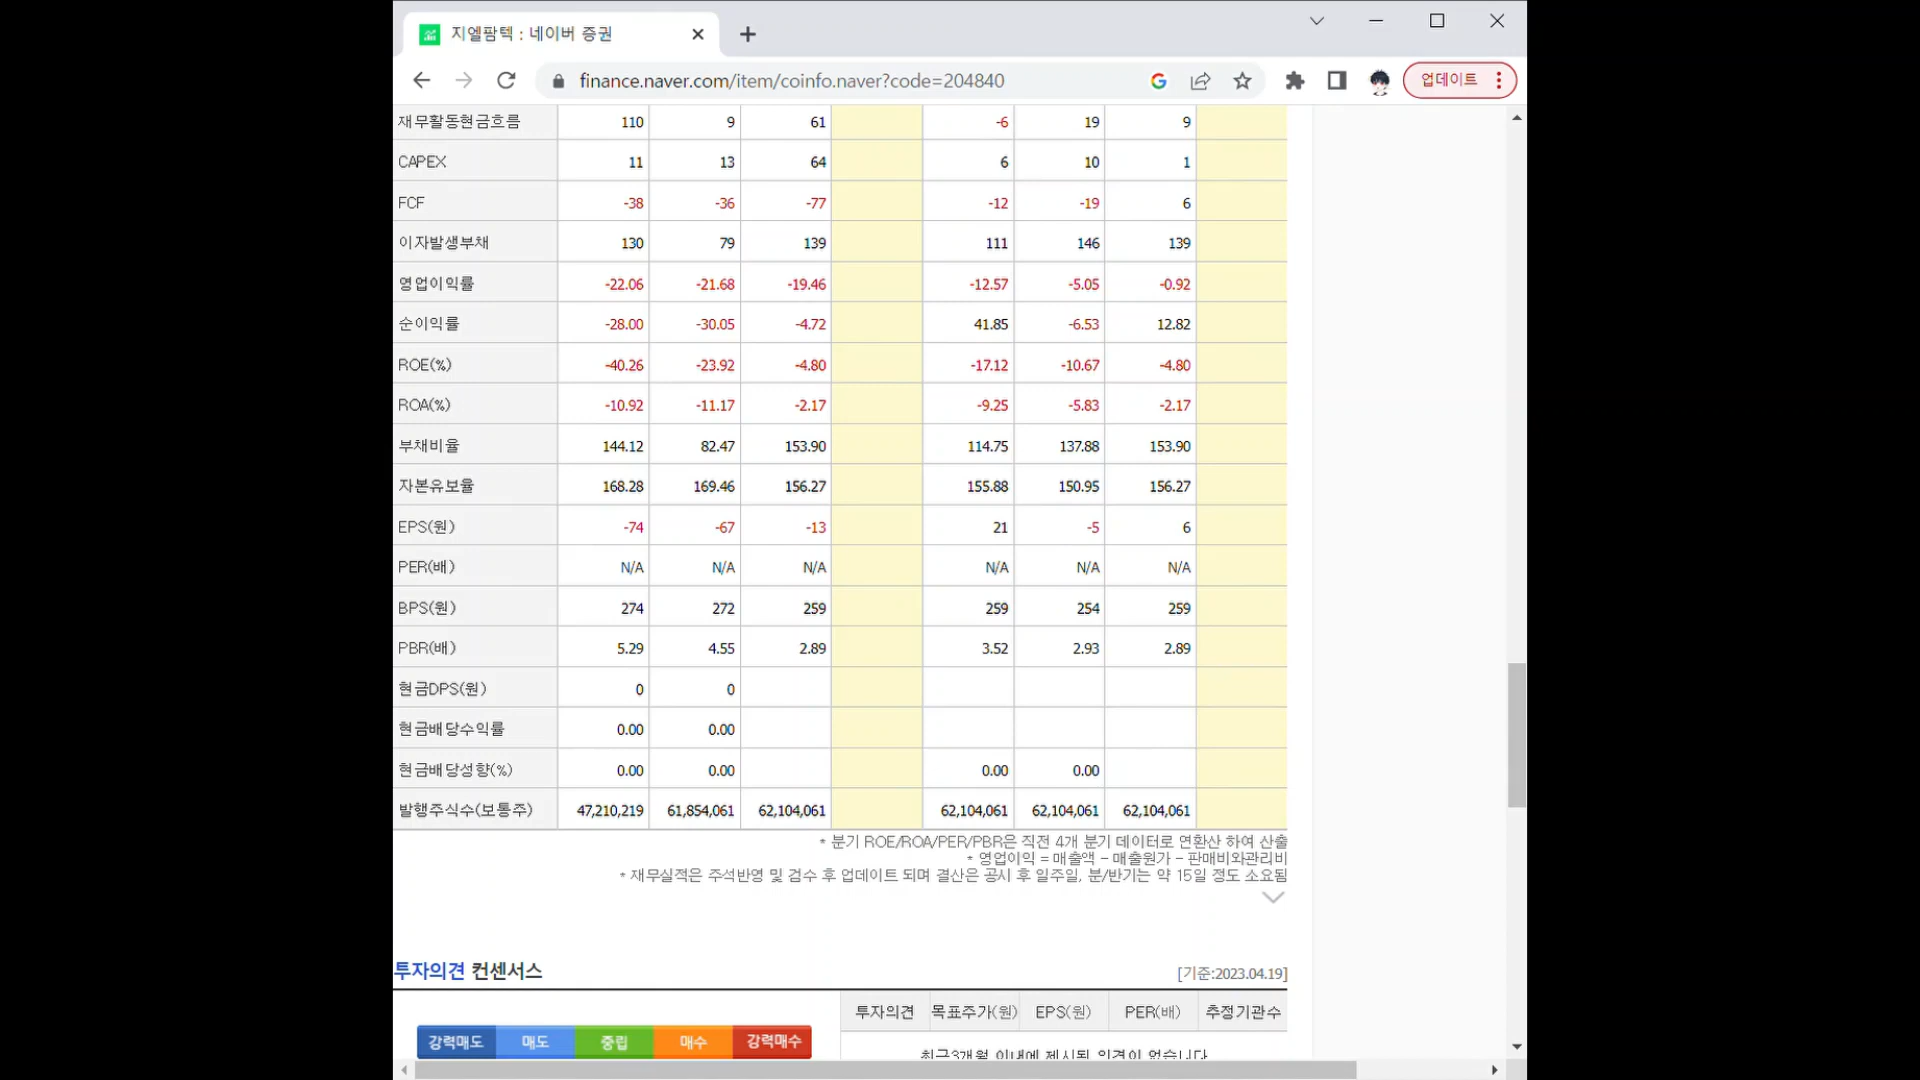 지엘팜텍 : 네이버 증권
finance.naver.com/item/coinfo.naver?code=204840
업데이트
재무활동현금흐름 110 9 61 -6 19 9
CAPEX 11 13 64 6 10 1
FCF -38 -36 -77 -12 -19 6
이자발생부채 130 79 139 111 146 139
영업이익률 -22.06 -21.68 -19.46 -12.57 -5.05 -0.92
순이익률 -28.00 -30.05 -4.72 41.85 -6.53 12.82
ROE(%) -40.26 -23.92 -4.80 -17.12 -10.67 -4.80
ROA(%) -10.92 -11.17 -2.17 -9.25 -5.83 -2.17
부채비율 144.12 82.47 153.90 114.75 137.88 153.90
자본유보율 168.28 169.46 156.27 155.88 150.95 156.27
EPS(원) -74 -67 -13 21 -5 6
PER(배) N/A N/A N/A N/A N/A N/A
BPS(원) 274 272 259 259 254 259
PBR(배) 5.29 4.55 2.89 3.52 2.93 2.89
현금DPS(원) 0 0
현금배당수익률 0.00 0.00
현금배당성향(%) 0.00 0.00 0.00 0.00
발행주식수(보통주) 47,210,219 61,854,061 62,104,061 62,104,061 62,104,061 62,104,061
* 분기 ROE/ROA/PER/PBR은 직전 4개 분기 데이터로 연환산 하여 산출
* 영업이익 = 매출액 - 매출원가 - 판매비와관리비
* 재무실적은 주석반영 및 검수 후 업데이트 되며 결산은 공시 후 일주일, 분/반기는 약 15일 정도 소요됨
투자의견 컨센서스 [기준:2023.04.19]
투자의견 목표주가(원) EPS(원) PER(배) 추정기관수
강력매도 매도 중립 매수 강력매수
최근3개월 이내에 제시된 의견이 없습니다